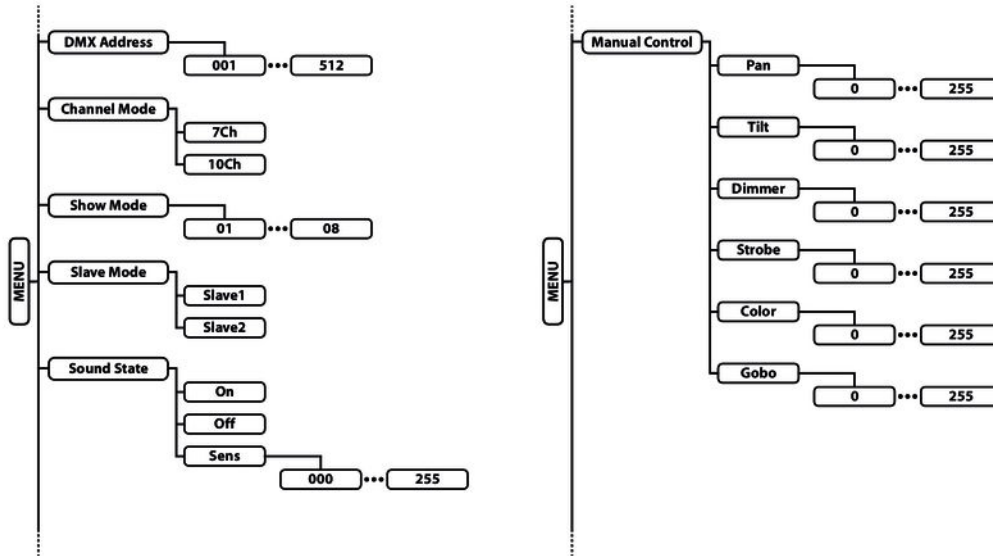 DMX Address
001 ••• 512
Channel Mode
7Ch
10Ch
Show Mode
01 ••• 08
MENU
Slave Mode
Slave1
Slave2
Sound State
On
Off
Sens
000 ••• 255
MENU
Manual Control
Pan
0 ••• 255
Tilt
0 ••• 255
Dimmer
0 ••• 255
Strobe
0 ••• 255
Color
0 ••• 255
Gobo
0 ••• 255